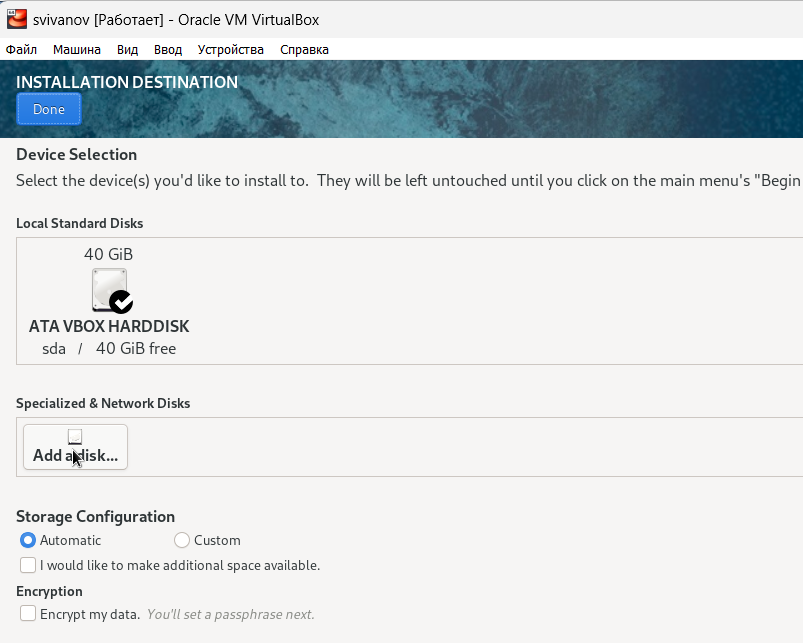 svivanov [Работает] - Oracle VM VirtualBox
Файл Машина Вид Ввод Устройства Справка
INSTALLATION DESTINATION
Done
Device Selection
Select the device(s) you'd like to install to. They will be left untouched until you click on the main menu's "Begin
Local Standard Disks
40 GiB
ATA VBOX HARDDISK
sda / 40 GiB free
Specialized & Network Disks
Add a disk...
Storage Configuration
Automatic Custom
I would like to make additional space available.
Encryption
Encrypt my data. You'll set a passphrase next.